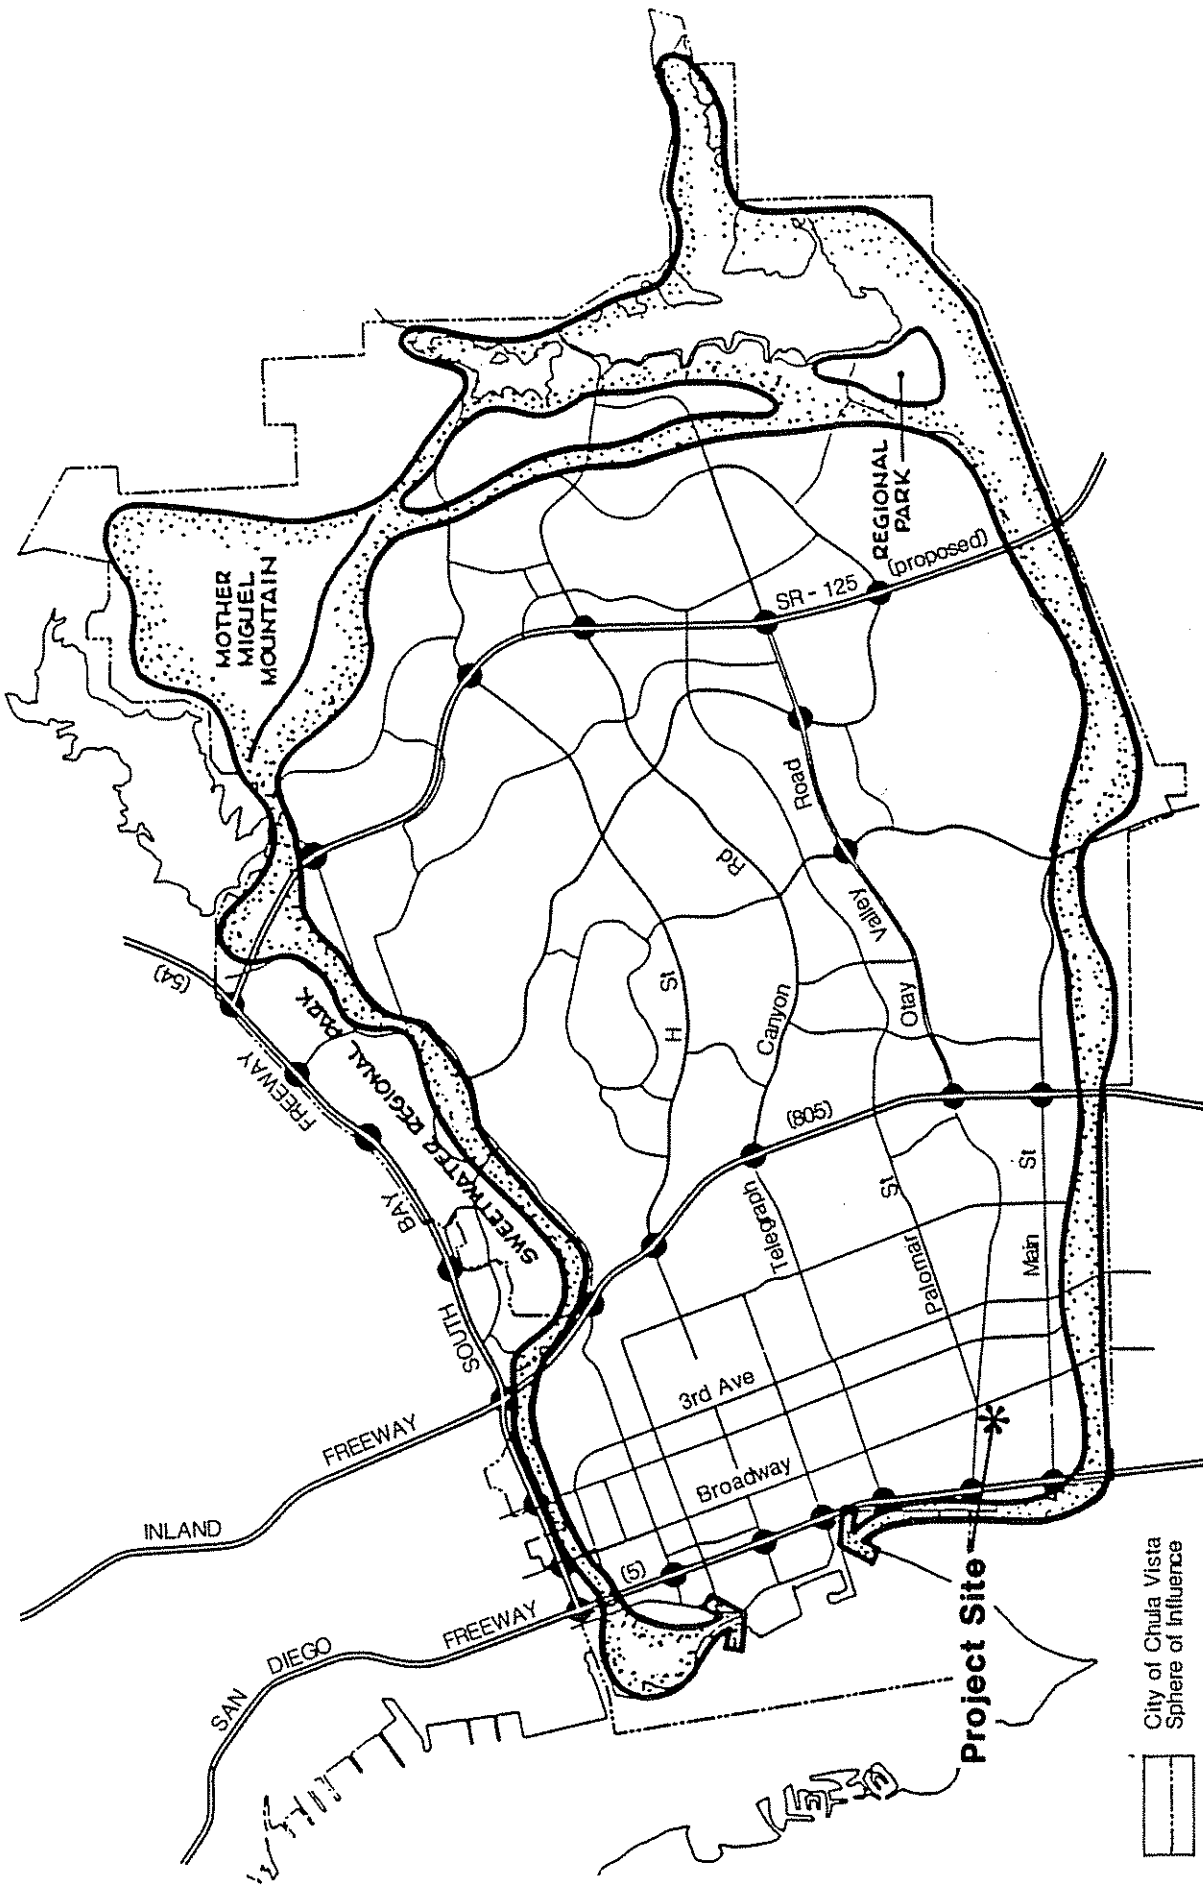 MOTHER
MIGUEL
MOUNTAIN
REGIONAL
PARK
SR - 125 (proposed)
(54)
SOUTH BAY FREEWAY
SWEETWATER REGIONAL PARK
H St
Telegraph Canyon Rd
Otay Valley Road
(805)
Palomar St
Main St
3rd Ave
Broadway
INLAND FREEWAY
SAN DIEGO FREEWAY
(5)
Project Site
City of Chula Vista
Sphere of Influence